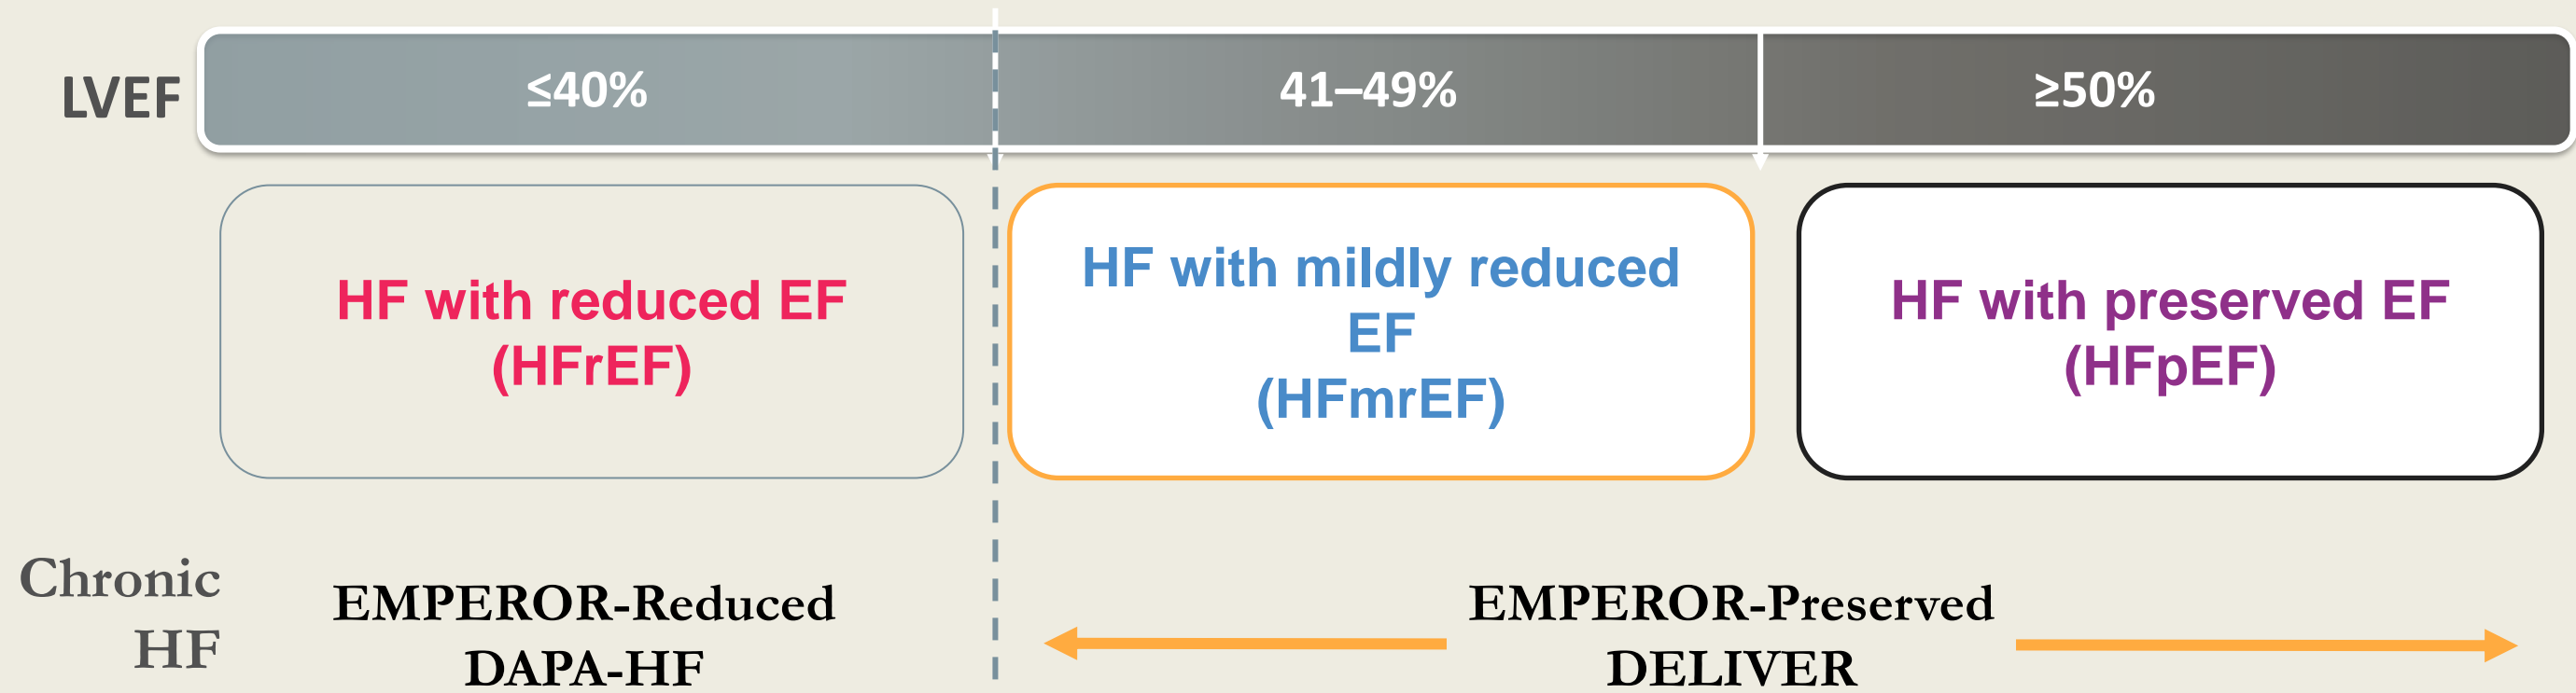 LVEF
≤40%
41–49%
≥50%
HF with reduced EF
(HFrEF)
HF with mildly reduced
EF
(HFmrEF)
HF with preserved EF
(HFpEF)
Chronic
HF
EMPEROR-Reduced
DAPA-HF
EMPEROR-Preserved
DELIVER